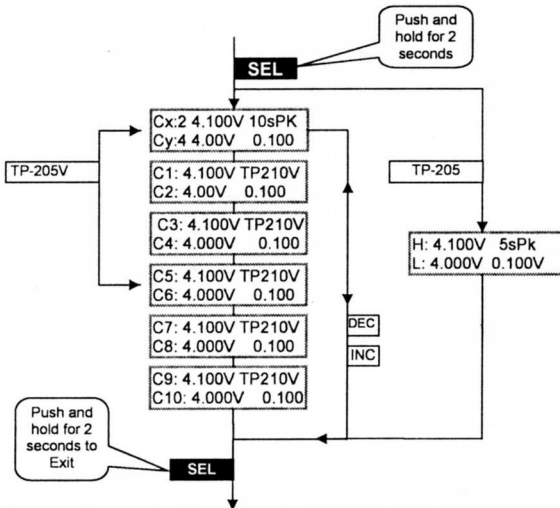 Push and
hold for 2
seconds
SEL
Cx:2 4.100V 10sPK
Cy:4 4.00V 0.100
TP-205V
TP-205
C1: 4.100V TP210V
C2: 4.00V 0.100
C3: 4.100V TP210V
C4: 4.000V 0.100
H: 4.100V 5sPk
L: 4.000V 0.100V
C5: 4.100V TP210V
C6: 4.000V 0.100
DEC
C7: 4.100V TP210V
C8: 4.000V 0.100
INC
C9: 4.100V TP210V
C10: 4.000V 0.100
Push and
hold for 2
seconds to
Exit
SEL